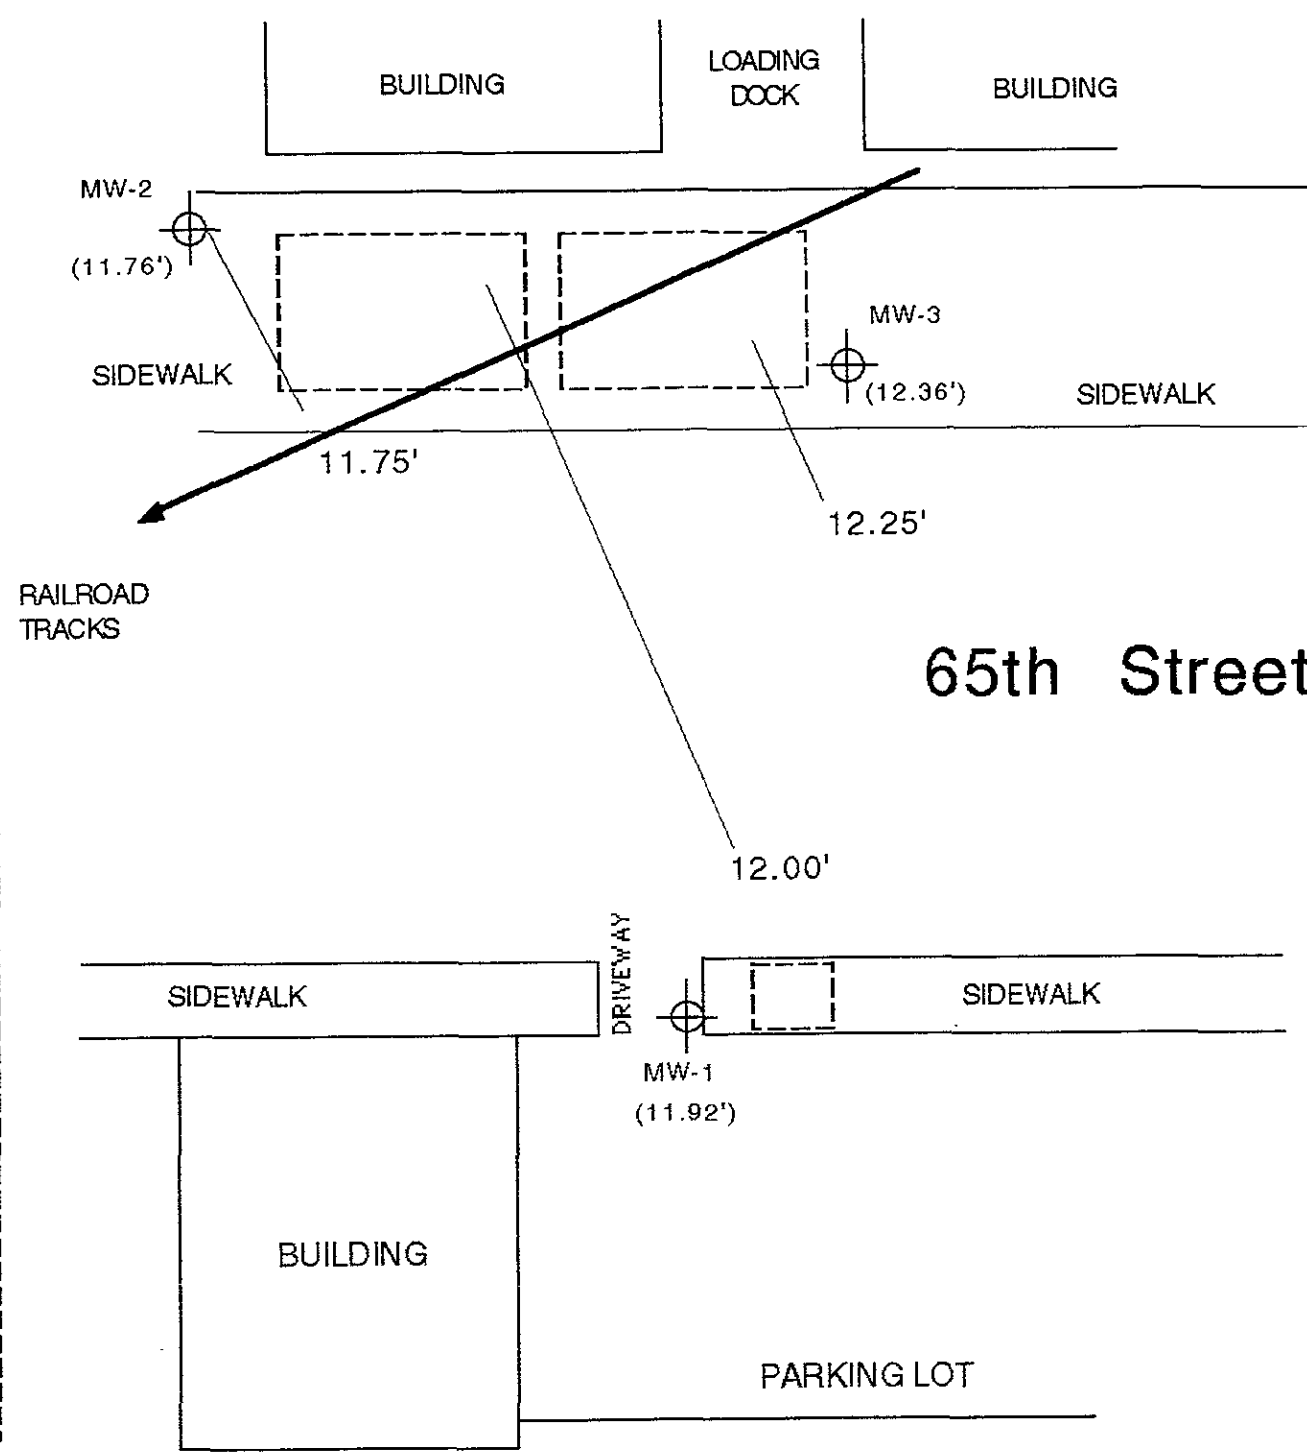 BUILDING
LOADING
DOCK
BUILDING
MW-2
(11.76')
MW-3
(12.36')
SIDEWALK
SIDEWALK
11.75'
12.25'
RAILROAD
TRACKS
65th Street
12.00'
DRIVEWAY
SIDEWALK
SIDEWALK
MW-1
(11.92')
BUILDING
PARKING LOT